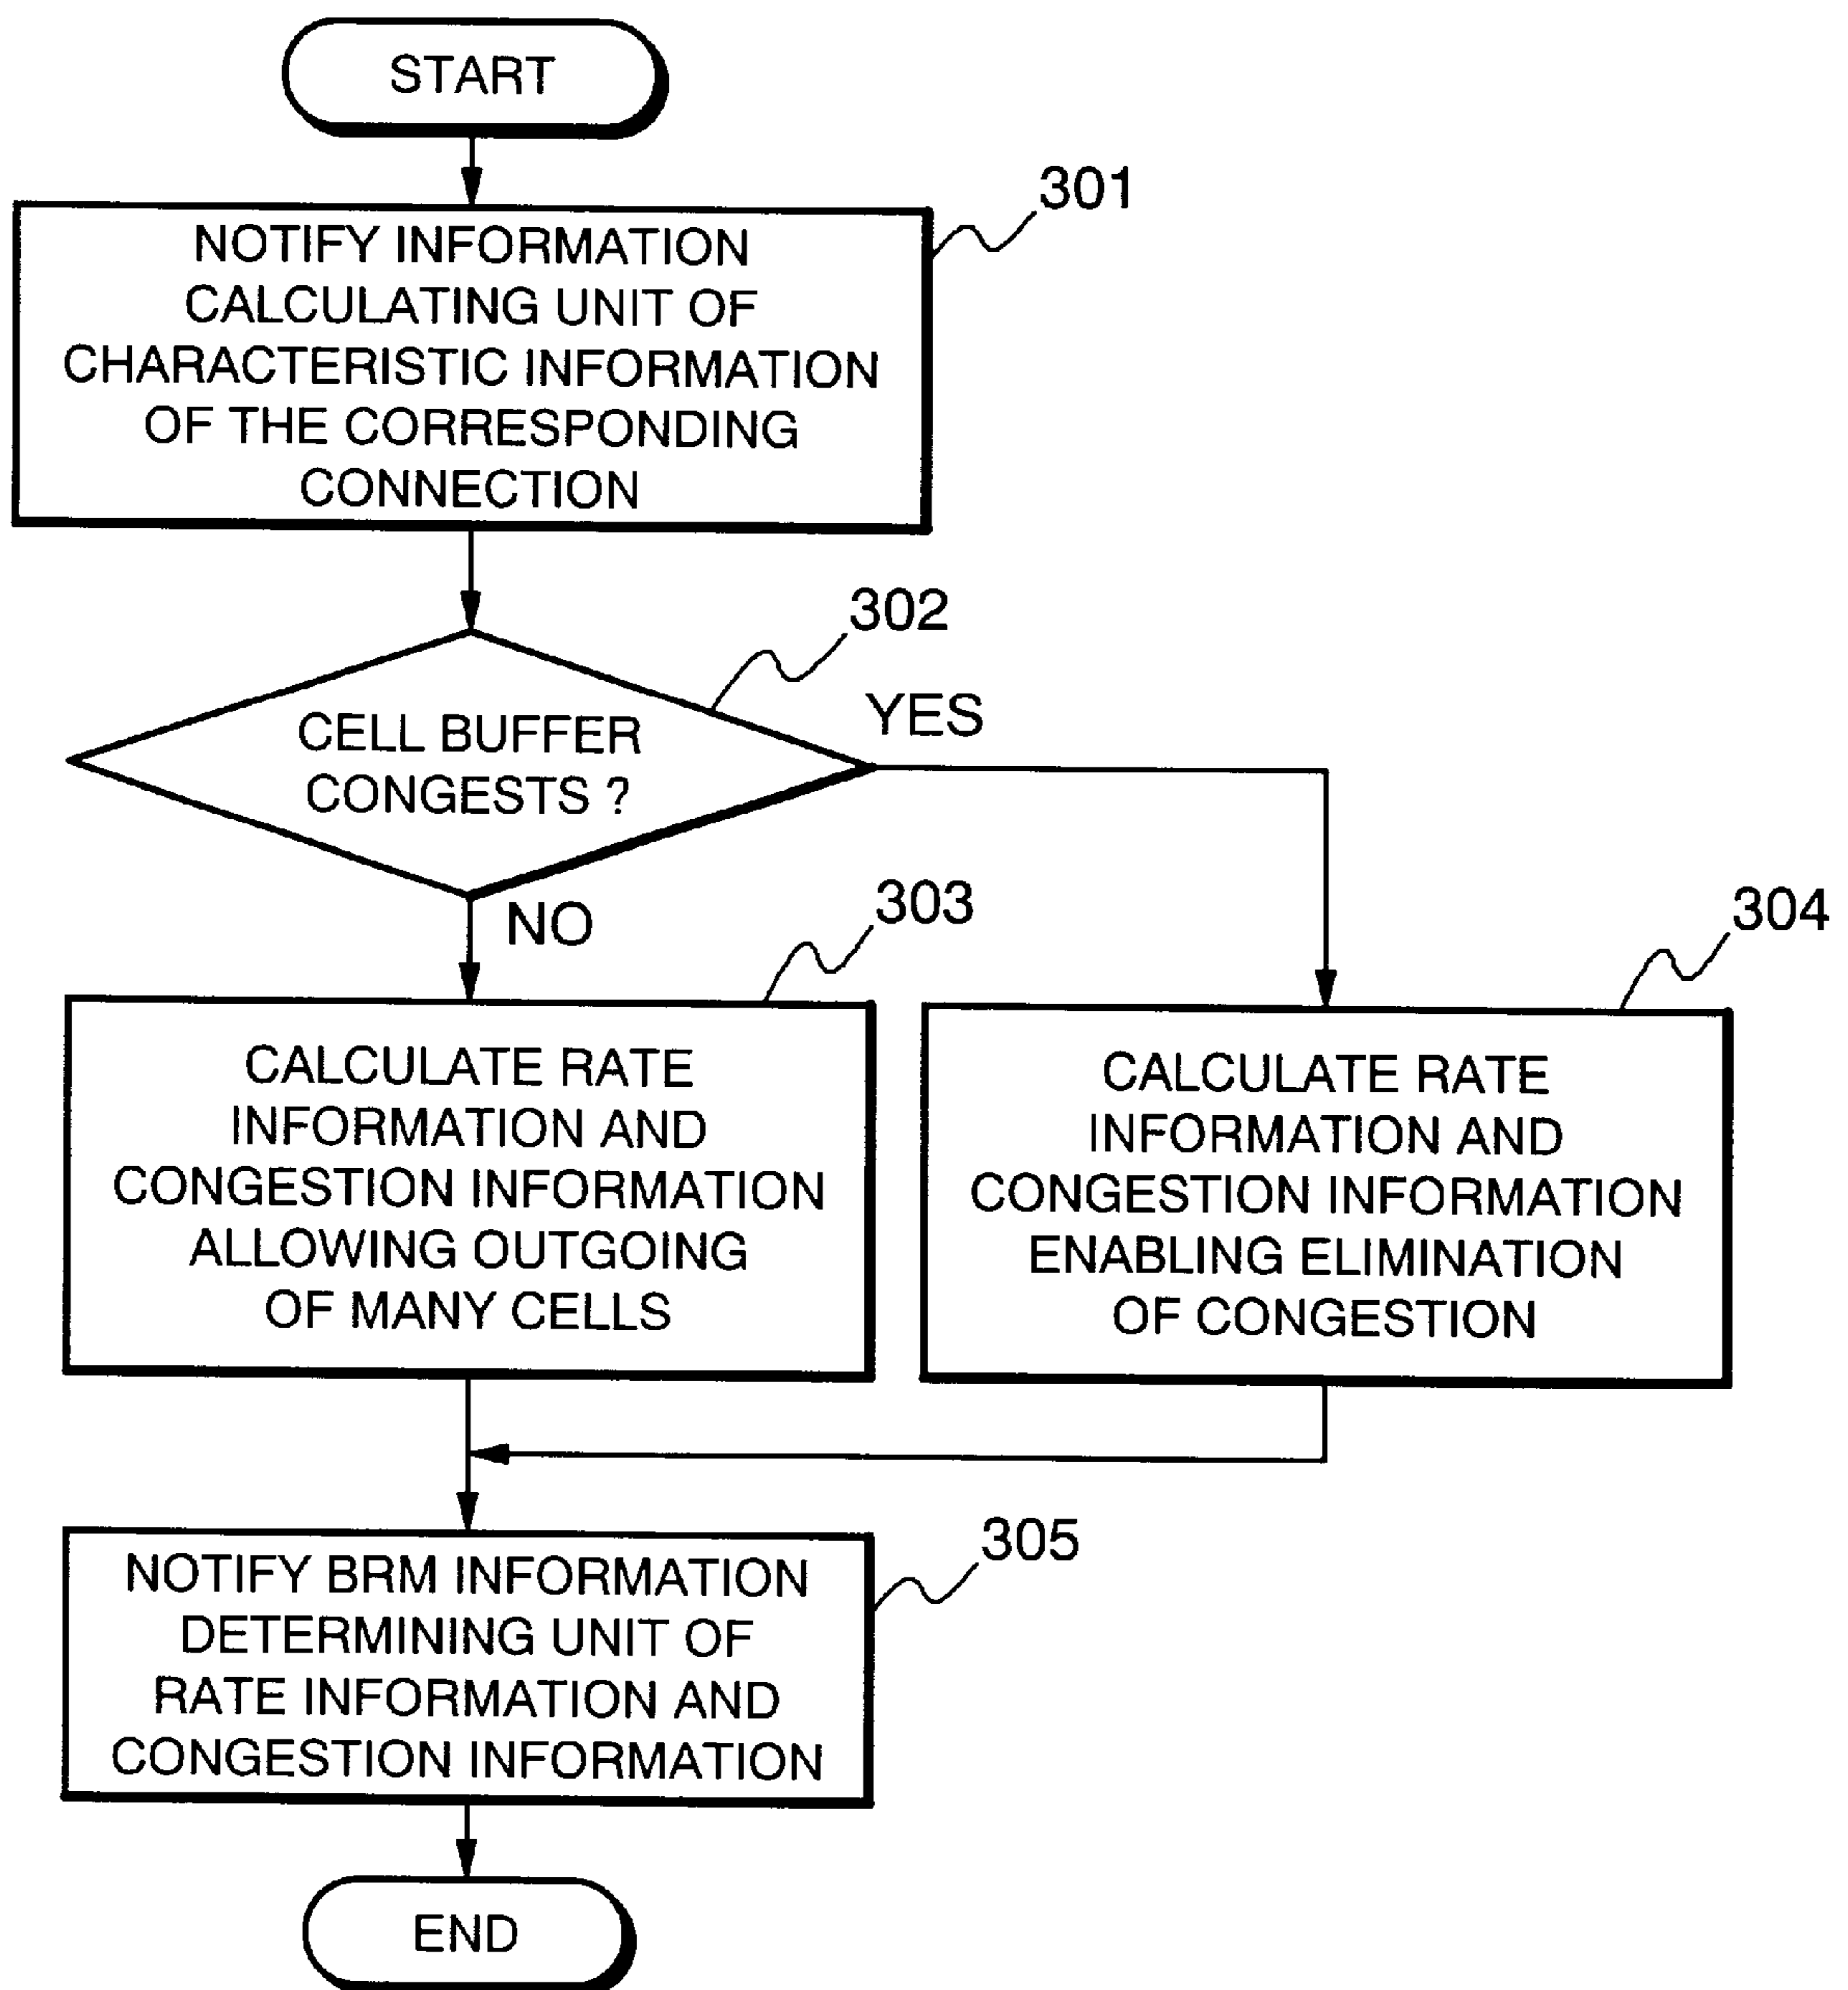 START
301
NOTIFY INFORMATION
CALCULATING UNIT OF
CHARACTERISTIC INFORMATION
OF THE CORRESPONDING
CONNECTION
302
CELL BUFFER
CONGESTS ?
YES
NO
303
CALCULATE RATE
INFORMATION AND
CONGESTION INFORMATION
ALLOWING OUTGOING
OF MANY CELLS
304
CALCULATE RATE
INFORMATION AND
CONGESTION INFORMATION
ENABLING ELIMINATION
OF CONGESTION
305
NOTIFY BRM INFORMATION
DETERMINING UNIT OF
RATE INFORMATION AND
CONGESTION INFORMATION
END